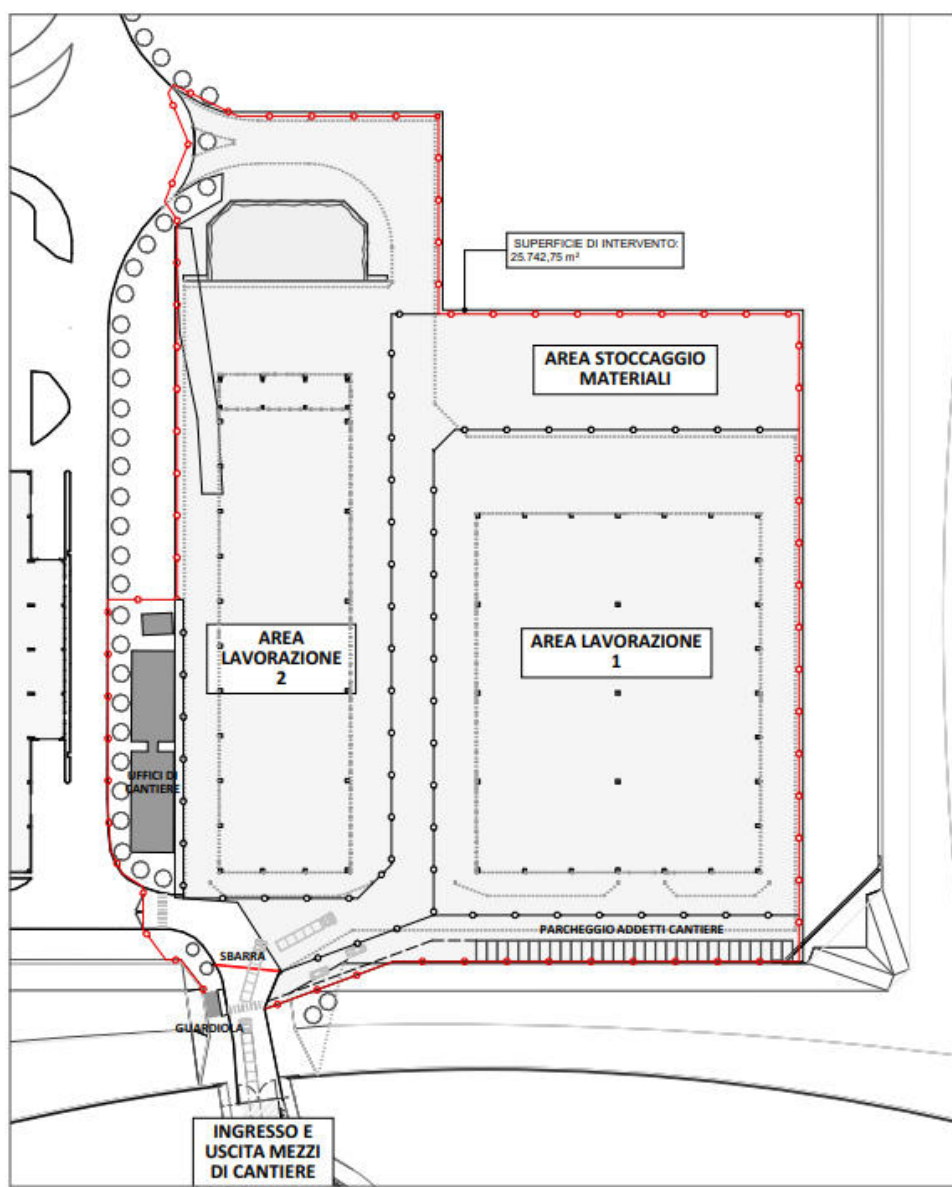 SUPERFICIE DI INTERVENTO:
25.742,75 m²
AREA STOCCAGGIO
MATERIALI
AREA
LAVORAZIONE
2
AREA LAVORAZIONE
1
UFFICI DI
CANTIERE
PARCHEGGIO ADDETTI CANTIERE
SBARRA
GUARDIOLA
INGRESSO E
USCITA MEZZI
DI CANTIERE